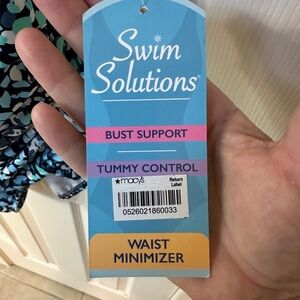 Swim
Solutions®
BUST SUPPORT
TUMMY CONTROL
★macy's
Return
Label
0526021860033
WAIST
MINIMIZER